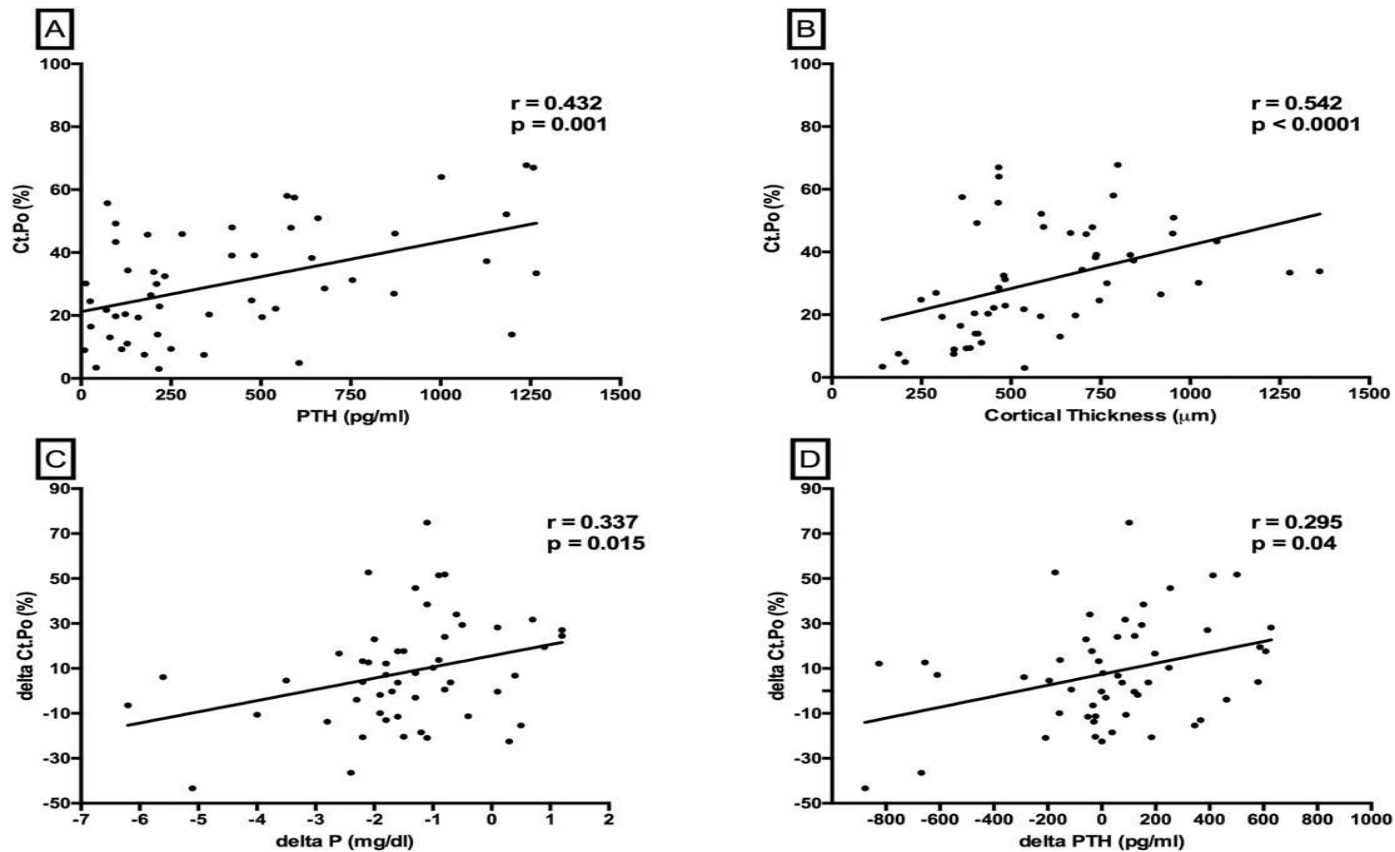 A
100
80
60
40
20
0
Ct.Po (%)
r = 0.432
p = 0.001
0 250 500 750 1000 1250 1500
PTH (pg/ml)
B
100
80
60
40
20
0
Ct.Po (%)
r = 0.542
p < 0.0001
0 250 500 750 1000 1250 1500
Cortical Thickness (μm)
C
90
70
50
30
10
-10
-30
-50
delta Ct.Po (%)
r = 0.337
p = 0.015
-7 -6 -5 -4 -3 -2 -1 0 1 2
delta P (mg/dl)
D
90
70
50
30
10
-10
-30
-50
delta Ct.Po (%)
r = 0.295
p = 0.04
-800 -600 -400 -200 0 200 400 600 800 1000
delta PTH (pg/ml)